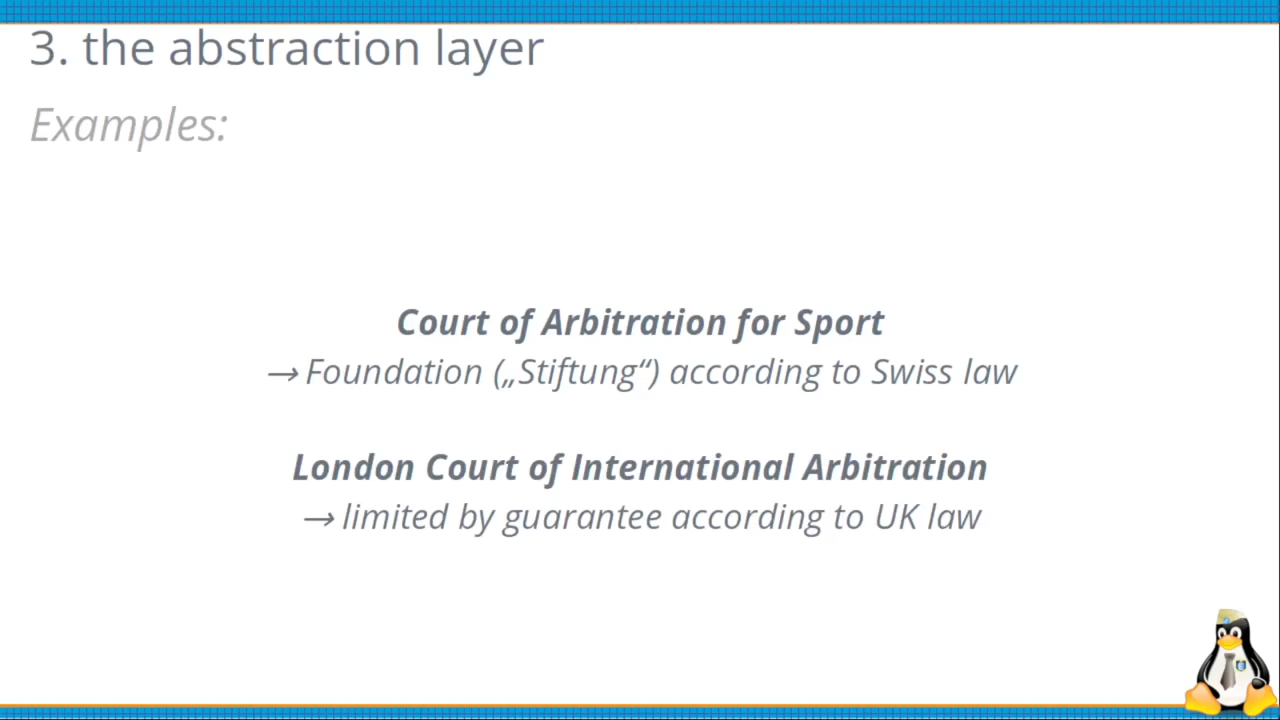 3. the abstraction layer
Examples:
Court of Arbitration for Sport
→ Foundation („Stiftung“) according to Swiss law
London Court of International Arbitration
→ limited by guarantee according to UK law